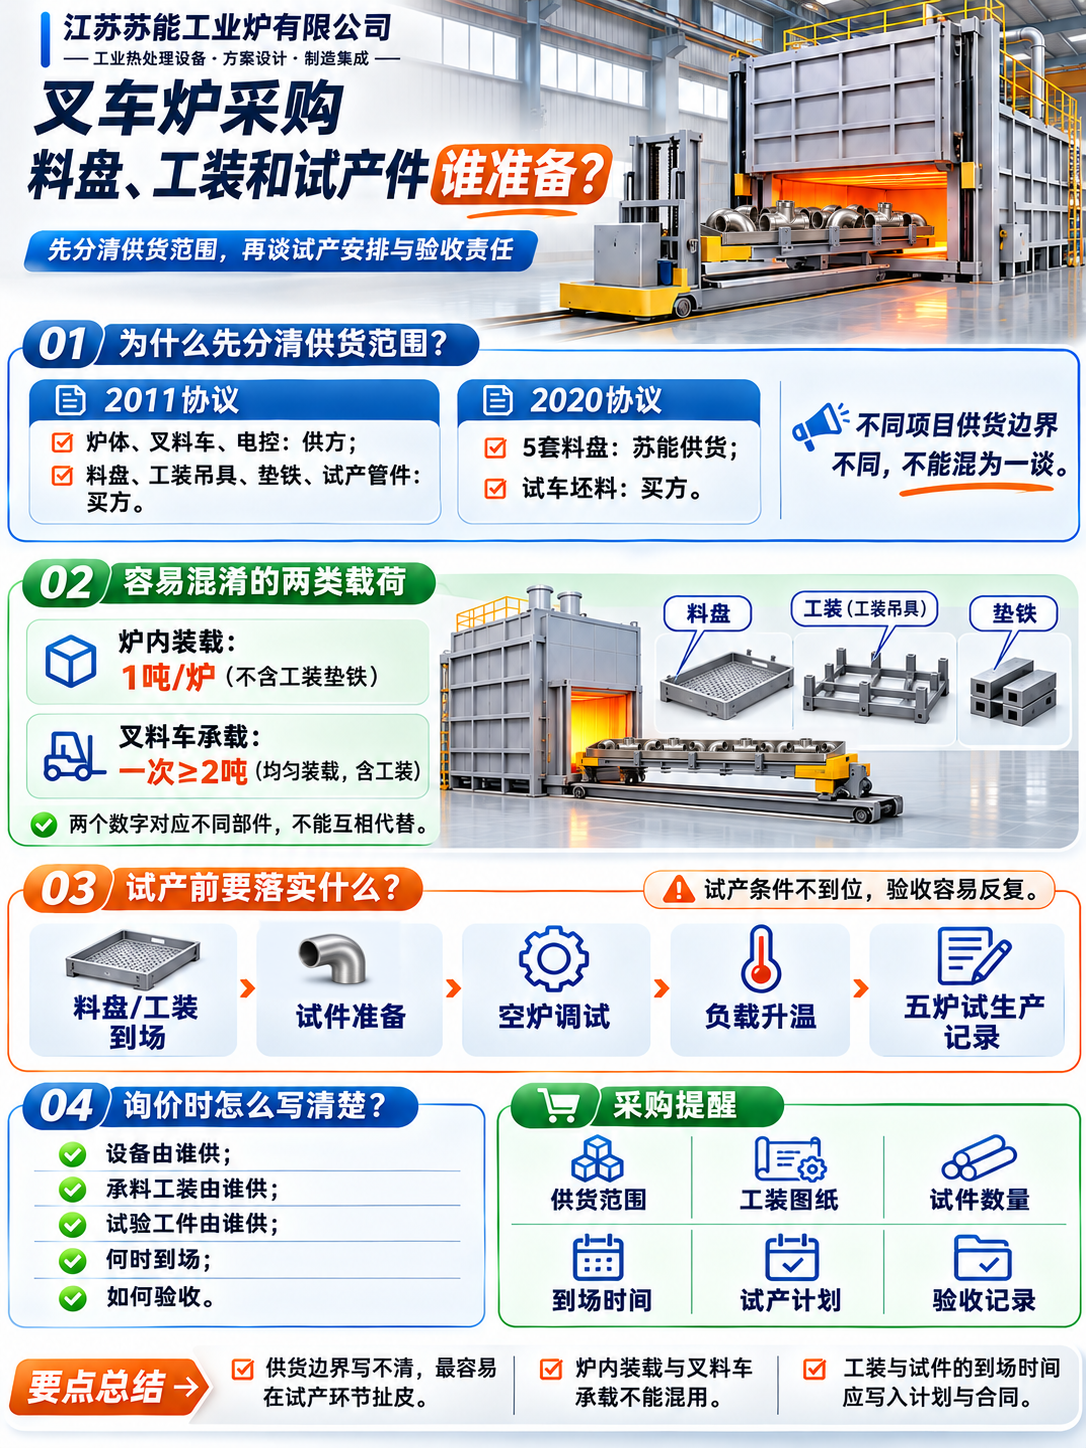 江苏苏能工业炉有限公司
工业热处理设备·方案设计·制造集成
叉车炉采购
料盘、工装和试产件谁准备？
先分清供货范围，再谈试产安排与验收责任
01 为什么先分清供货范围？
2011协议
炉体、叉料车、电控：供方；
料盘、工装吊具、垫铁、试产管件：
买方。
2020协议
5套料盘：苏能供货；
试车坯料：买方。
不同项目供货边界
不同，不能混为一谈。
02 容易混淆的两类载荷
炉内装载：
1吨/炉（不含工装垫铁）
叉料车承载：
一次≥2吨（均匀装载，含工装）
两个数字对应不同部件，不能互相代替。
料盘
工装（工装吊具）
垫铁
03 试产前要落实什么？
试产条件不到位，验收容易反复。
料盘/工装
到场
试件准备
空炉调试
负载升温
五炉试生产
记录
04 询价时怎么写清楚？
设备由谁供；
承料工装由谁供；
试验工件由谁供；
何时到场；
如何验收。
采购提醒
供货范围
工装图纸
试件数量
到场时间
试产计划
验收记录
要点总结
供货边界写不清，最容易
在试产环节扯皮。
炉内装载与叉料车
承载不能混用。
工装与试件的到场时间
应写入计划与合同。